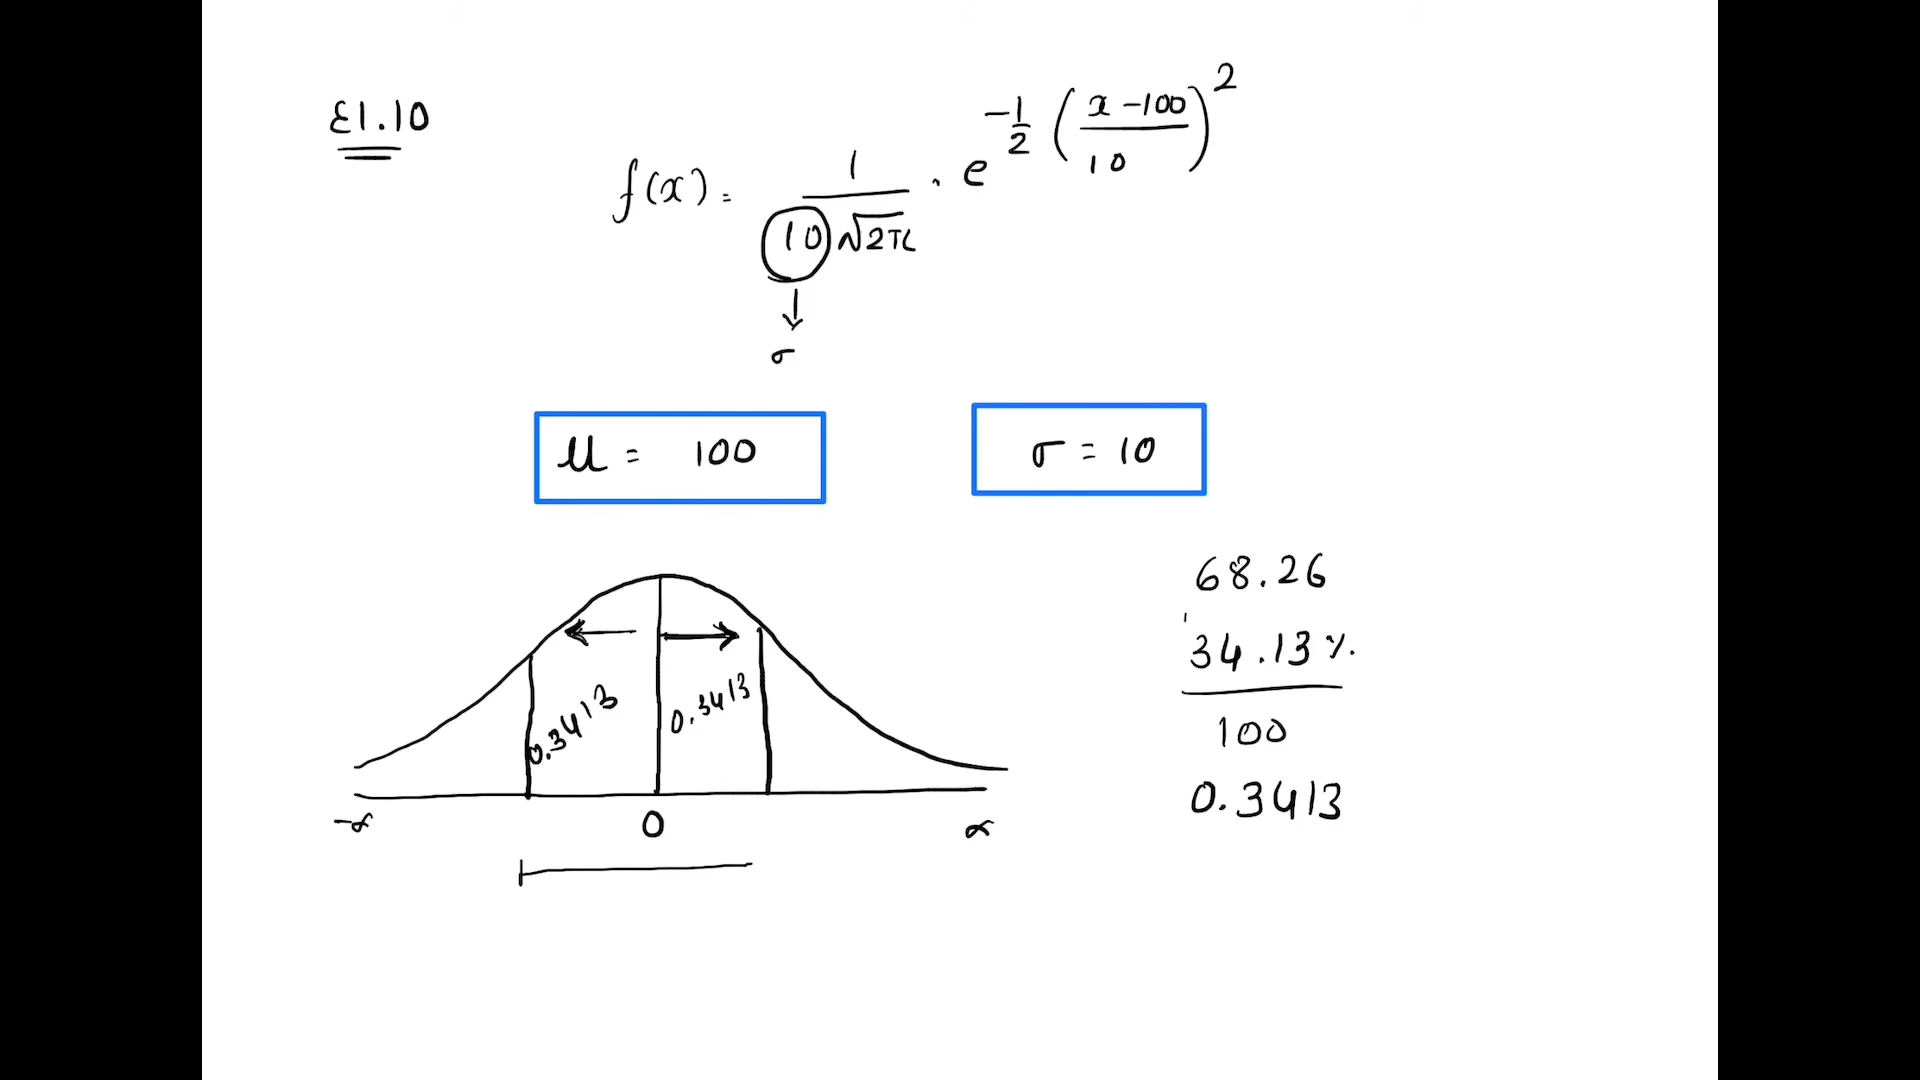 Ɛ1.10
f(x) = 1 / 10√2π · e^(-1/2 ((x-100)/10)^2)
↓
σ
μ = 100
σ = 10
68.26
34.13%
100
0.3413
0.3413
0.3413
-∝ 0 ∝